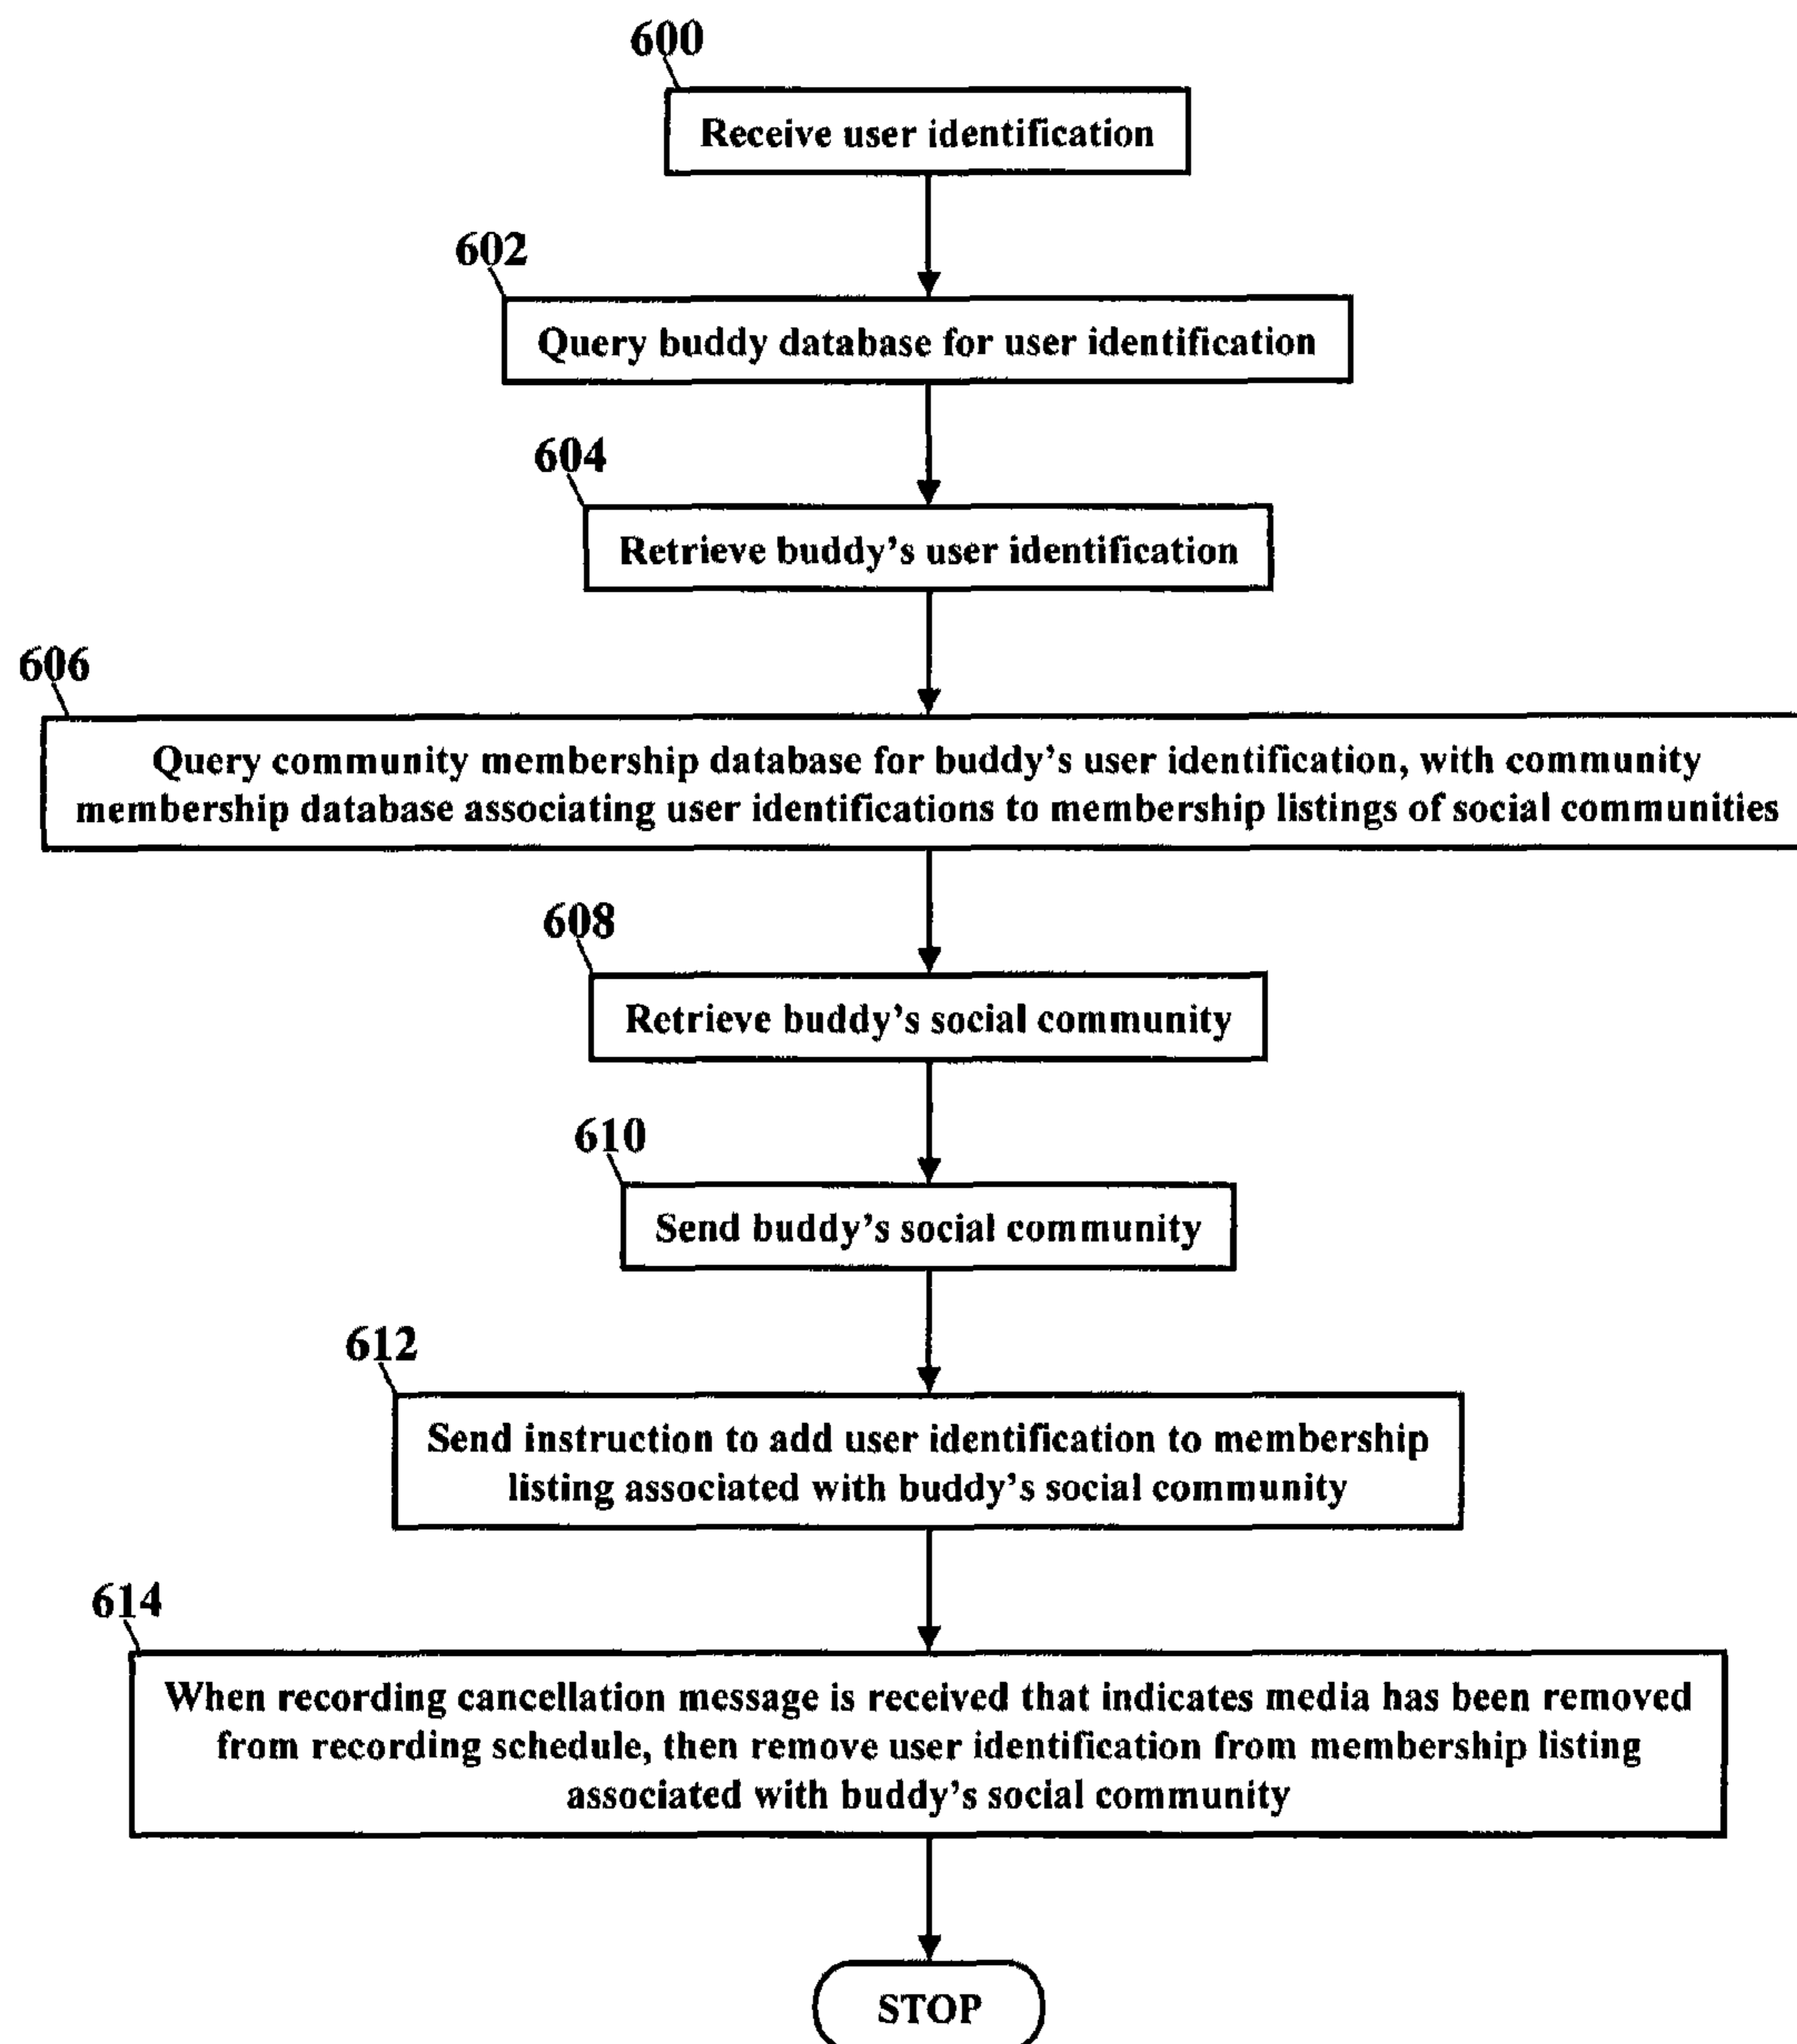 600
Receive user identification
602
Query buddy database for user identification
604
Retrieve buddy's user identification
606
Query community membership database for buddy's user identification, with community
membership database associating user identifications to membership listings of social communities
608
Retrieve buddy's social community
610
Send buddy's social community
612
Send instruction to add user identification to membership
listing associated with buddy's social community
614
When recording cancellation message is received that indicates media has been removed
from recording schedule, then remove user identification from membership listing
associated with buddy's social community
STOP